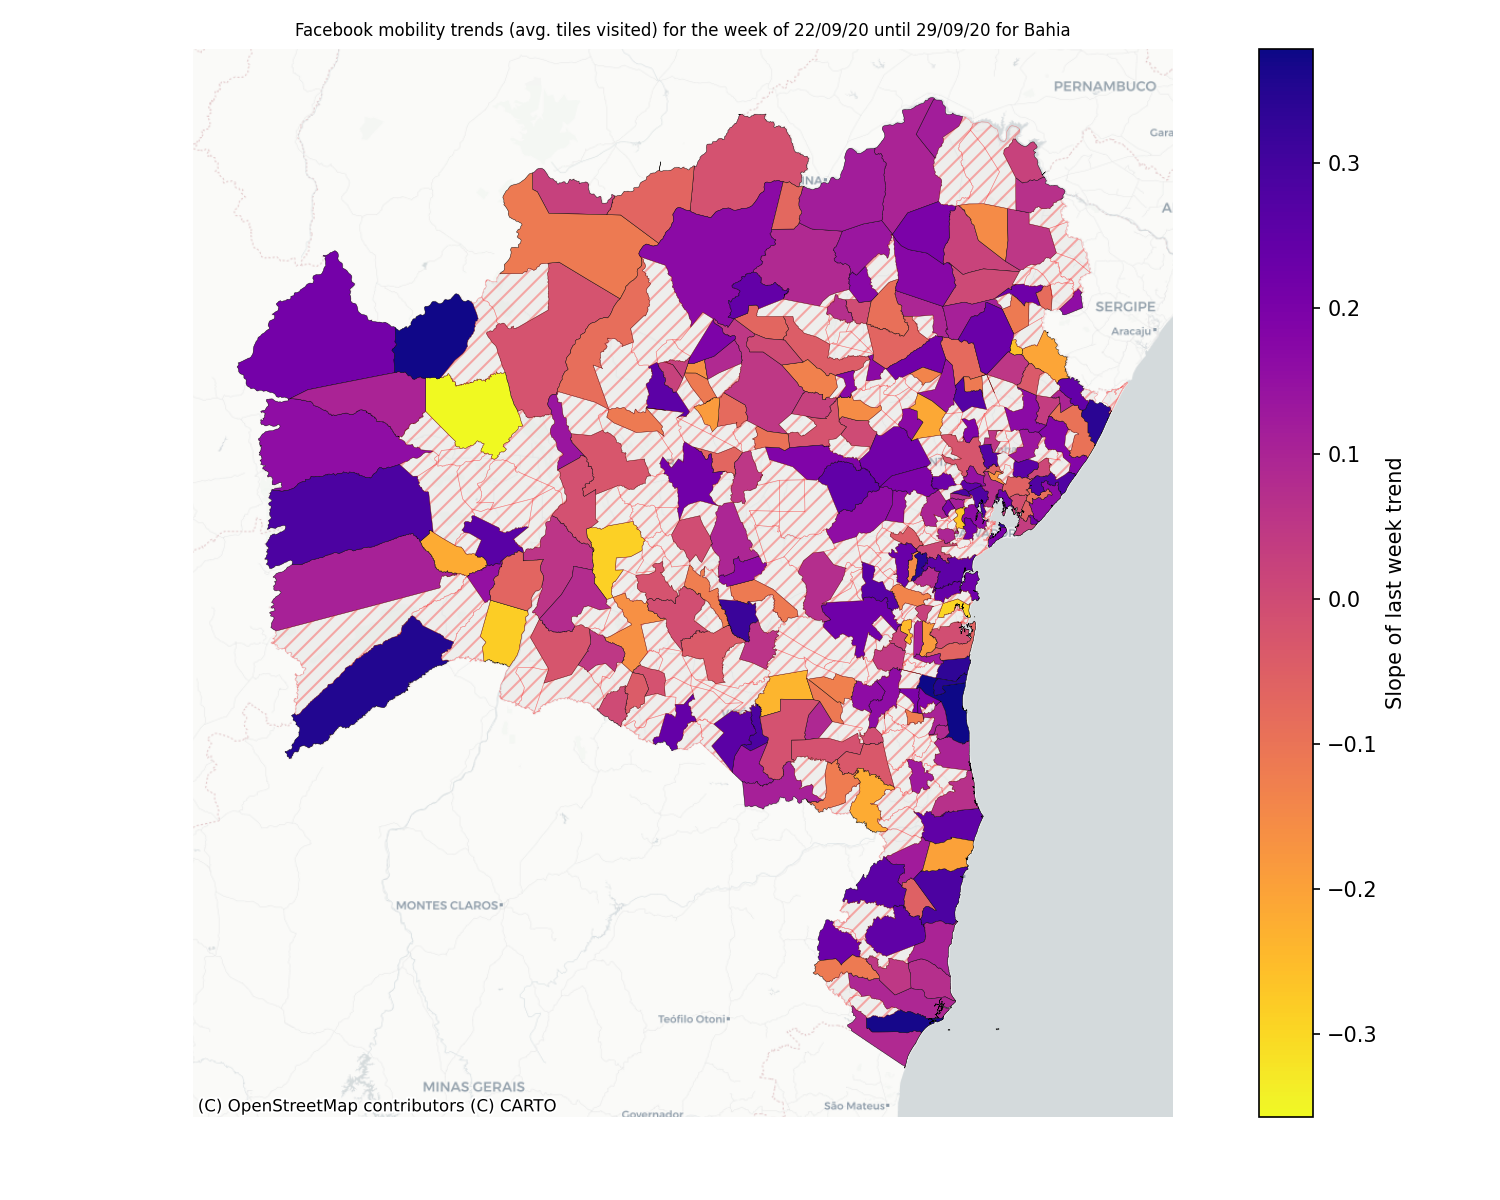 Facebook mobility trends (avg. tiles visited) for the week of 22/09/20 until 29/09/20 for Bahia
PERNAMBUCO
Gara
INA
A
SERGIPE
Aracaju
MONTES CLAROS
Teófilo Otoni
MINAS GERAIS
São Mateus
Governador
(C) OpenStreetMap contributors (C) CARTO
0.3
0.2
0.1
0.0
−0.1
−0.2
−0.3
Slope of last week trend